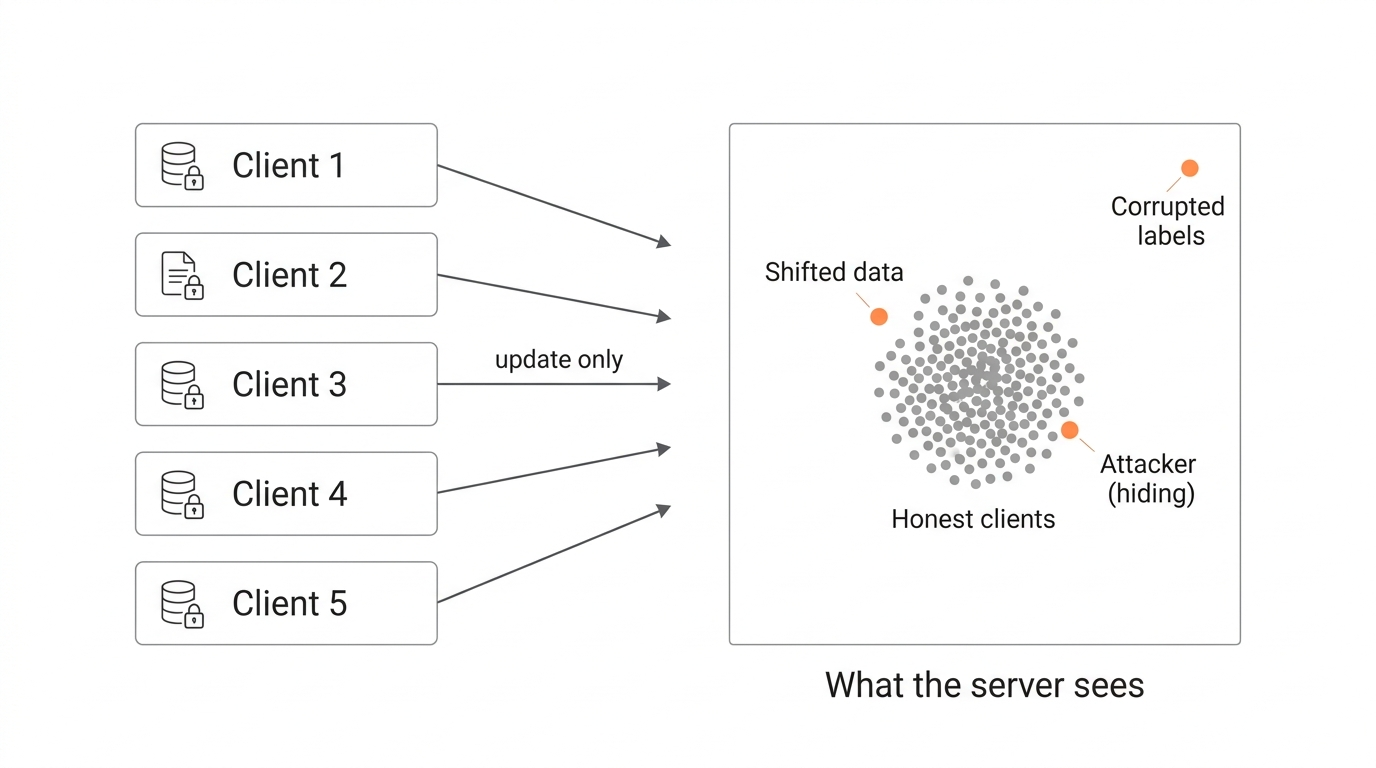 Client 1
Client 2
Client 3
Client 4
Client 5
update only
Corrupted
labels
Shifted data
Attacker
(hiding)
Honest clients
What the server sees